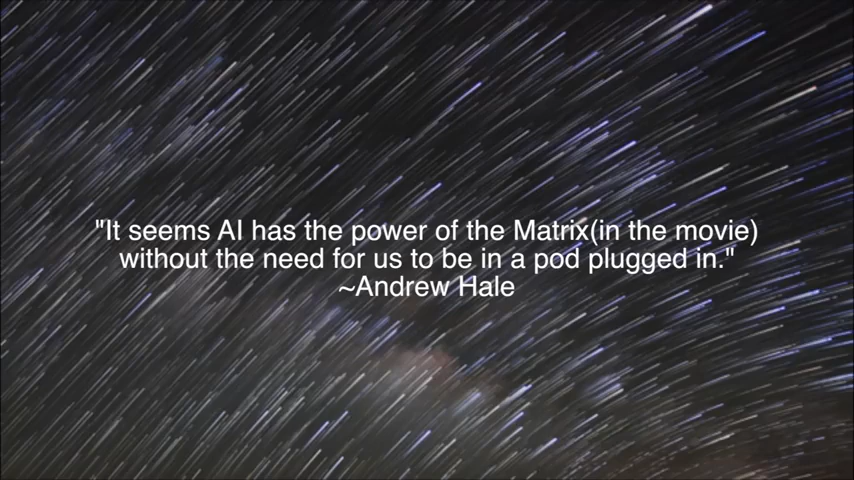 "It seems AI has the power of the Matrix(in the movie)
without the need for us to be in a pod plugged in."
~Andrew Hale